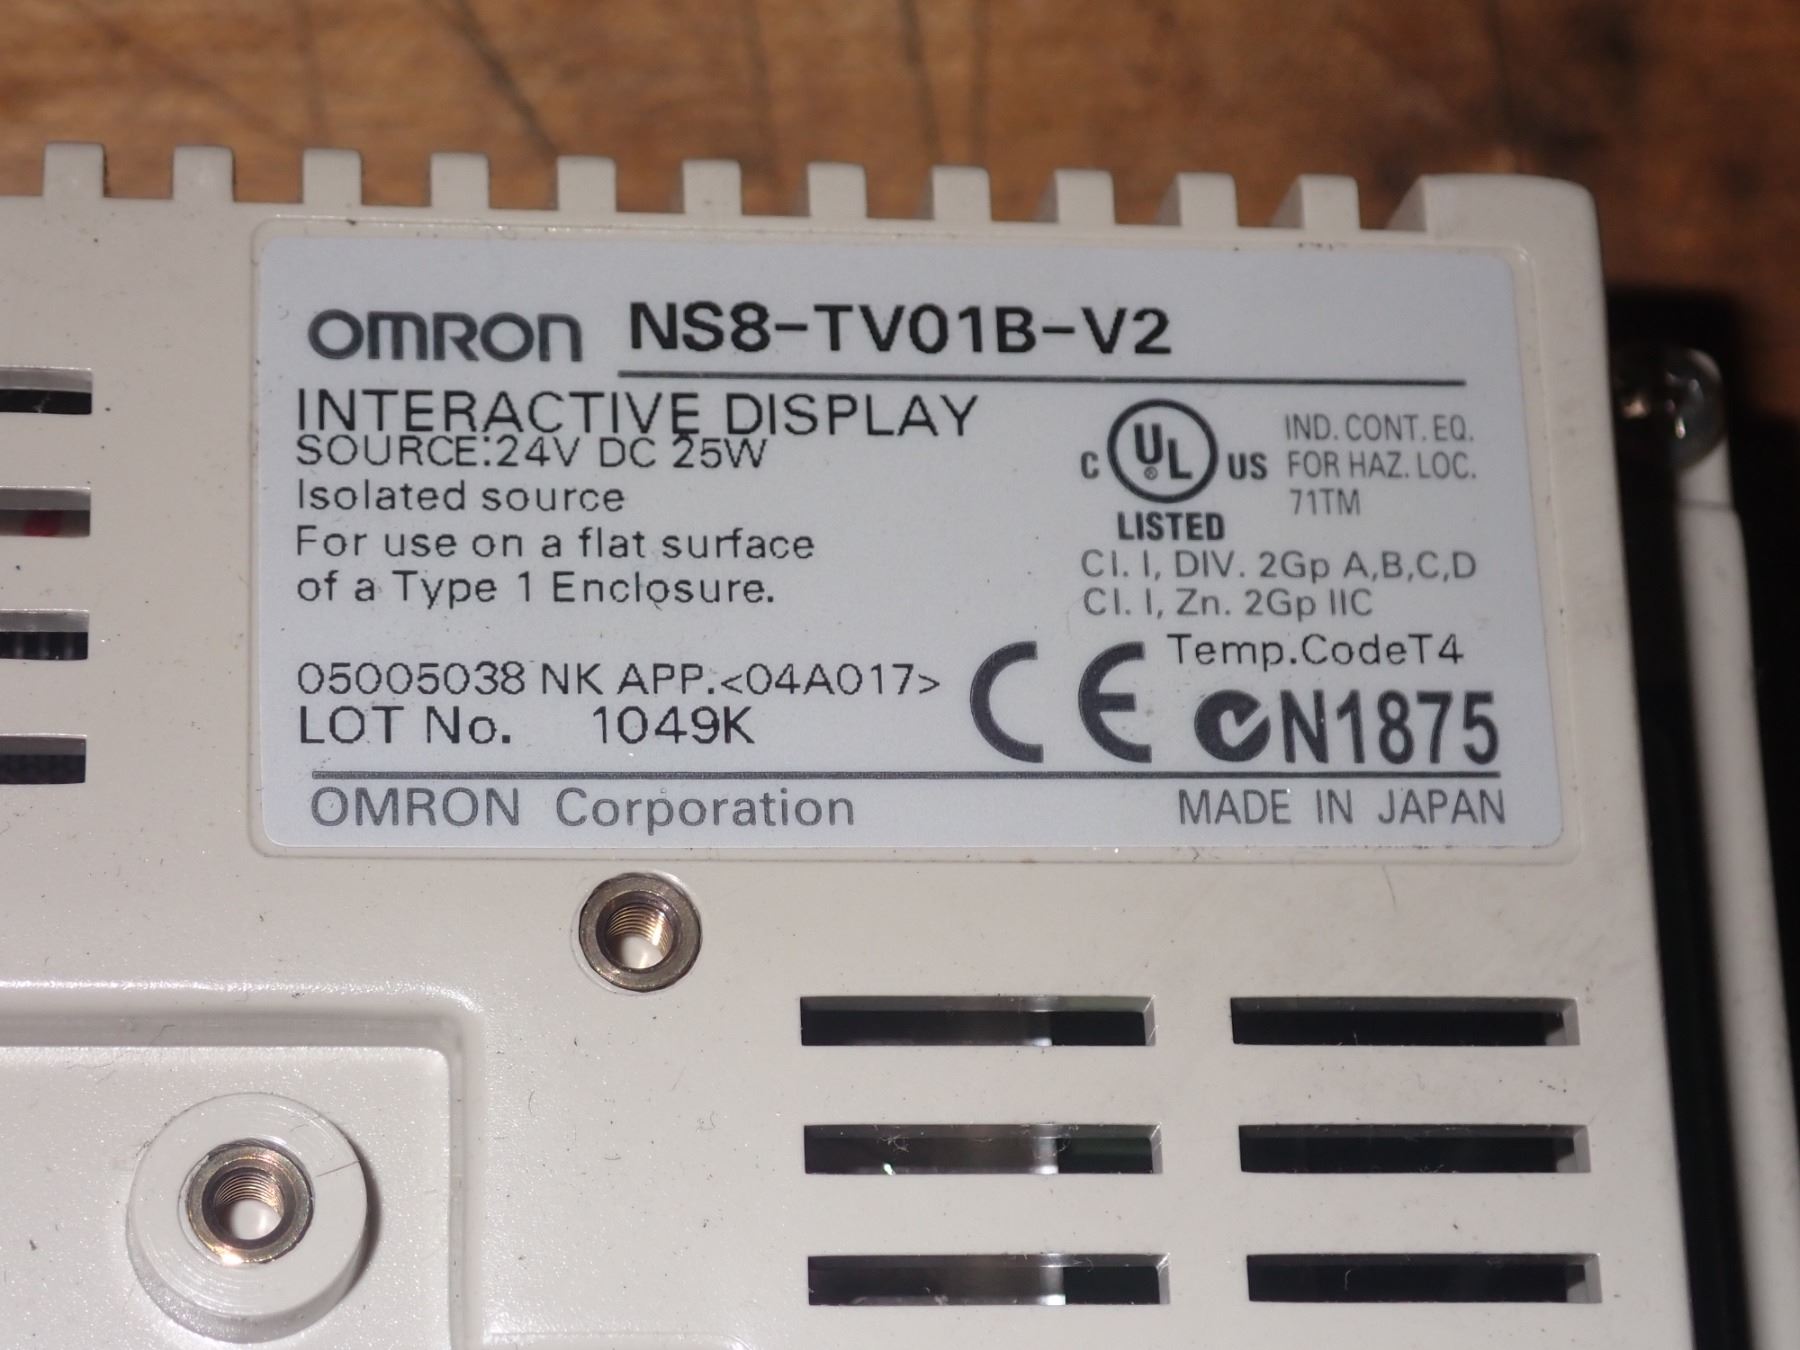 OMRON NS8-TV01B-V2
INTERACTIVE DISPLAY
SOURCE:24V DC 25W
Isolated source
For use on a flat surface
of a Type 1 Enclosure.
C UL ® US
LISTED
IND. CONT. EQ.
FOR HAZ. LOC.
71TM
Cl. I, DIV. 2Gp A,B,C,D
Cl. I, Zn. 2Gp IIC
Temp.CodeT4
05005038 NK APP.<04A017>
LOT No. 1049K
CE
N1875
OMRON Corporation
MADE IN JAPAN